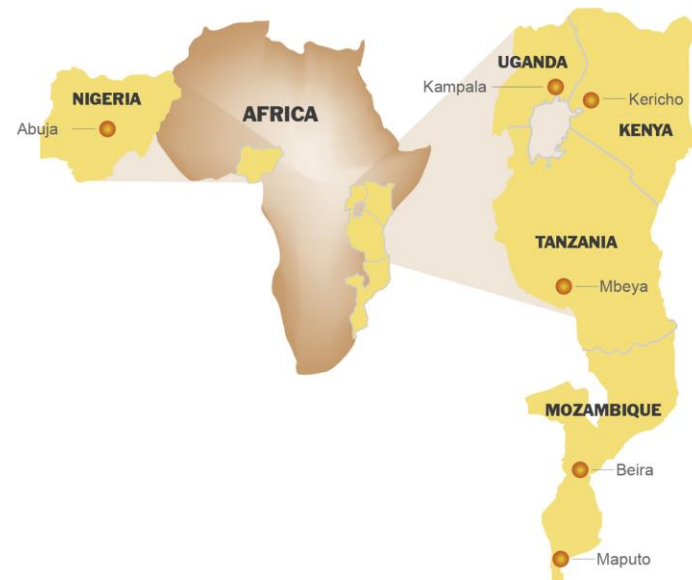 NIGERIA
Abuja
AFRICA
UGANDA
Kampala
Kericho
KENYA
TANZANIA
Mbeya
MOZAMBIQUE
Beira
Maputo